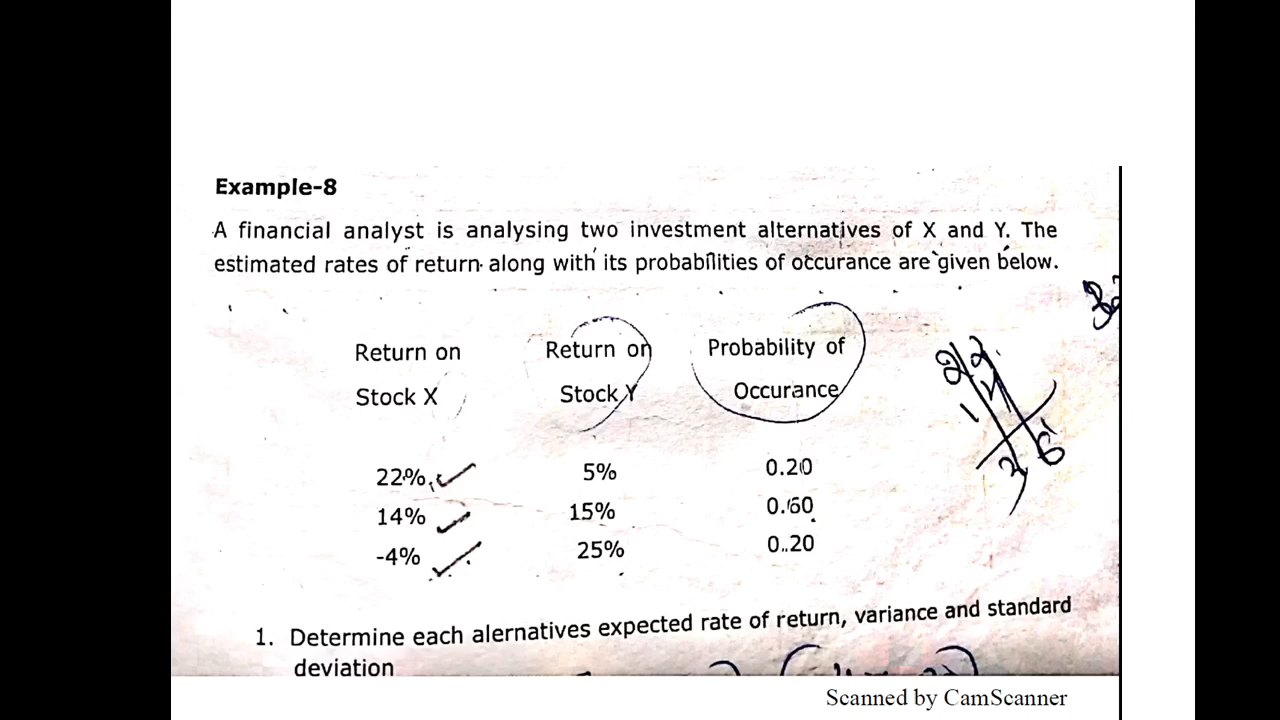 Example-8
A financial analyst is analysing two investment alternatives of X and Y. The
estimated rates of return along with its probabilities of occurance are given below.
Return on Return on Probability of
Stock X Stock Y Occurance
22% 5% 0.20
14% 15% 0.60
-4% 25% 0.20
1. Determine each alernatives expected rate of return, variance and standard
deviation
Scanned by CamScanner